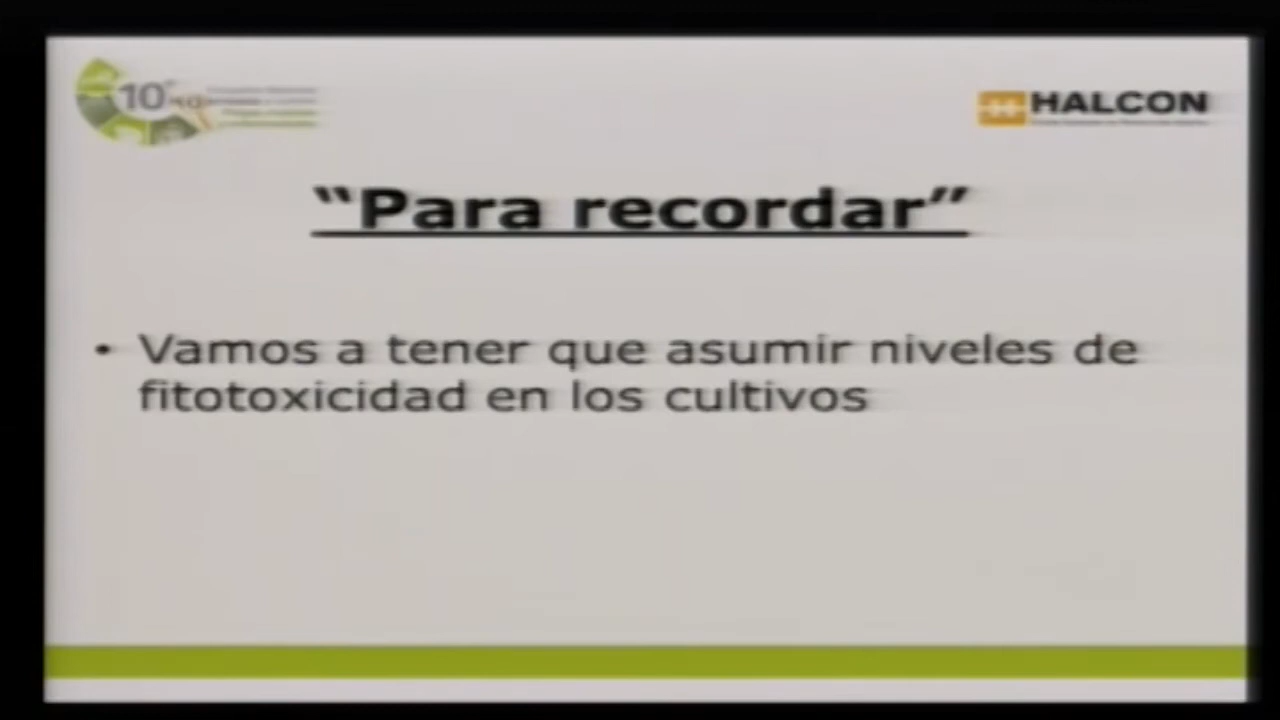 10
HALCON
“Para recordar”
• Vamos a tener que asumir niveles de
fitotoxicidad en los cultivos